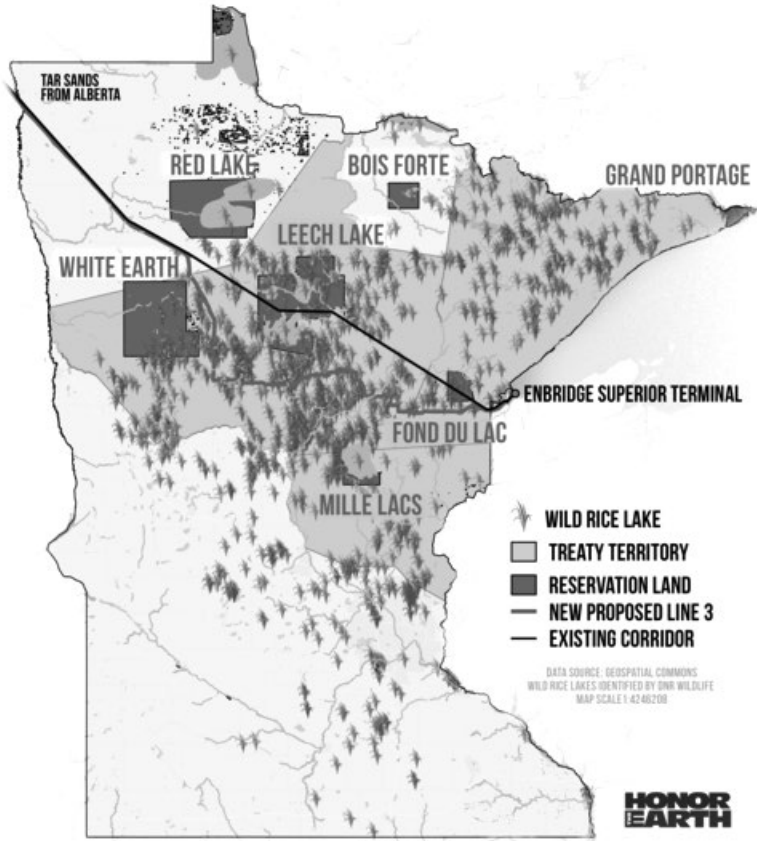 TAR SANDS
FROM ALBERTA
RED LAKE
BOIS FORTE
GRAND PORTAGE
LEECH LAKE
WHITE EARTH
ENBRIDGE SUPERIOR TERMINAL
FOND DU LAC
MILLE LACS
WILD RICE LAKE
TREATY TERRITORY
RESERVATION LAND
NEW PROPOSED LINE 3
EXISTING CORRIDOR
DATA SOURCE: GEOSPATIAL COMMONS
WILD RICE LAKES IDENTIFIED BY DNR WILDLIFE
MAP SCALE 1:4246208
HONOR
THE EARTH